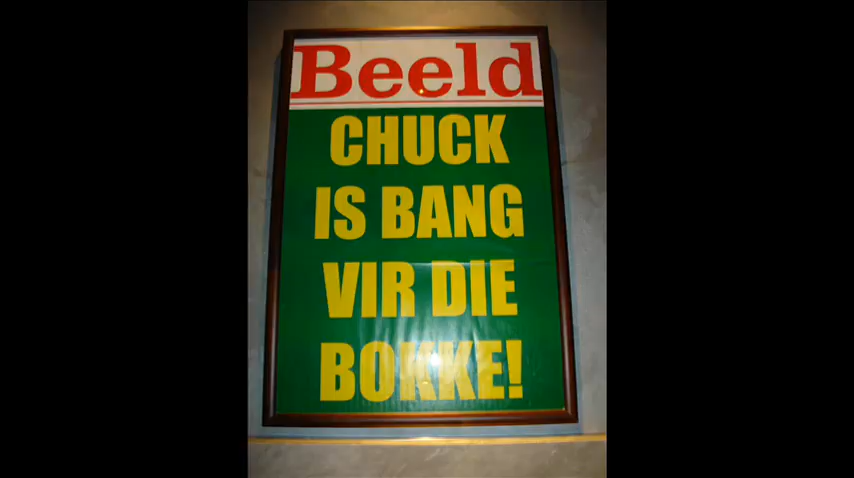 Beeld
CHUCK
IS BANG
VIR DIE
BOKKE!